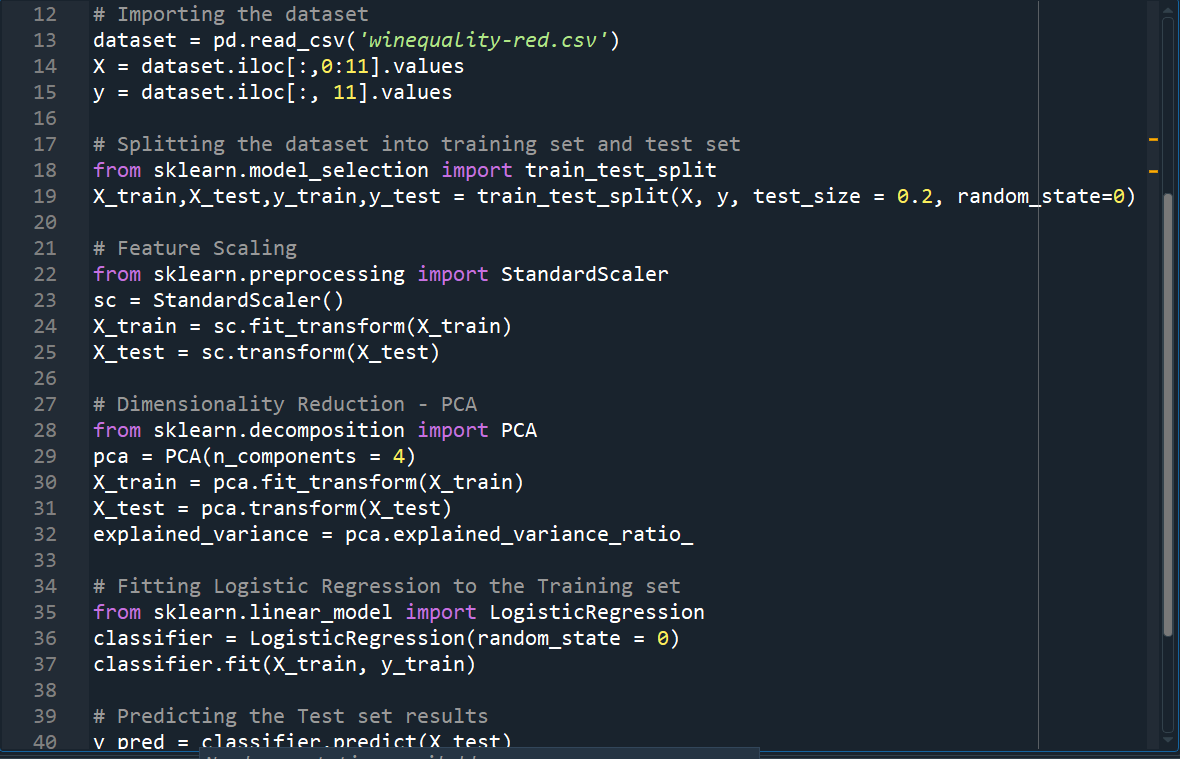 12 # Importing the dataset
13 dataset = pd.read_csv('winequality-red.csv')
14 X = dataset.iloc[:,0:11].values
15 y = dataset.iloc[:, 11].values
16
17 # Splitting the dataset into training set and test set
18 from sklearn.model_selection import train_test_split
19 X_train,X_test,y_train,y_test = train_test_split(X, y, test_size = 0.2, random_state=0)
20
21 # Feature Scaling
22 from sklearn.preprocessing import StandardScaler
23 sc = StandardScaler()
24 X_train = sc.fit_transform(X_train)
25 X_test = sc.transform(X_test)
26
27 # Dimensionality Reduction - PCA
28 from sklearn.decomposition import PCA
29 pca = PCA(n_components = 4)
30 X_train = pca.fit_transform(X_train)
31 X_test = pca.transform(X_test)
32 explained_variance = pca.explained_variance_ratio_
33
34 # Fitting Logistic Regression to the Training set
35 from sklearn.linear_model import LogisticRegression
36 classifier = LogisticRegression(random_state = 0)
37 classifier.fit(X_train, y_train)
38
39 # Predicting the Test set results
40 y_pred = classifier.predict(X_test)